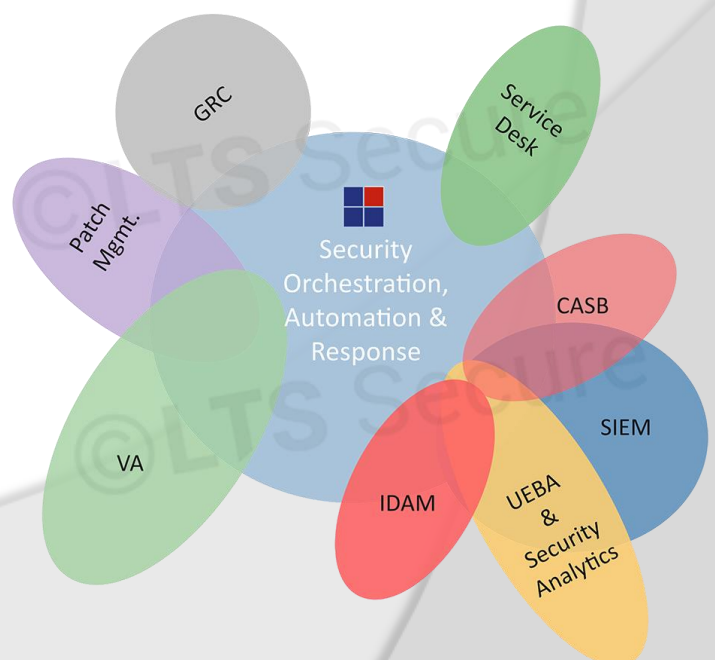 GRC
Service
Desk
Patch
Mgmt.
©LTS Secure
Security
Orchestration,
Automation &
Response
CASB
SIEM
©LTS Secure
VA
IDAM
UEBA
&
Security
Analytics